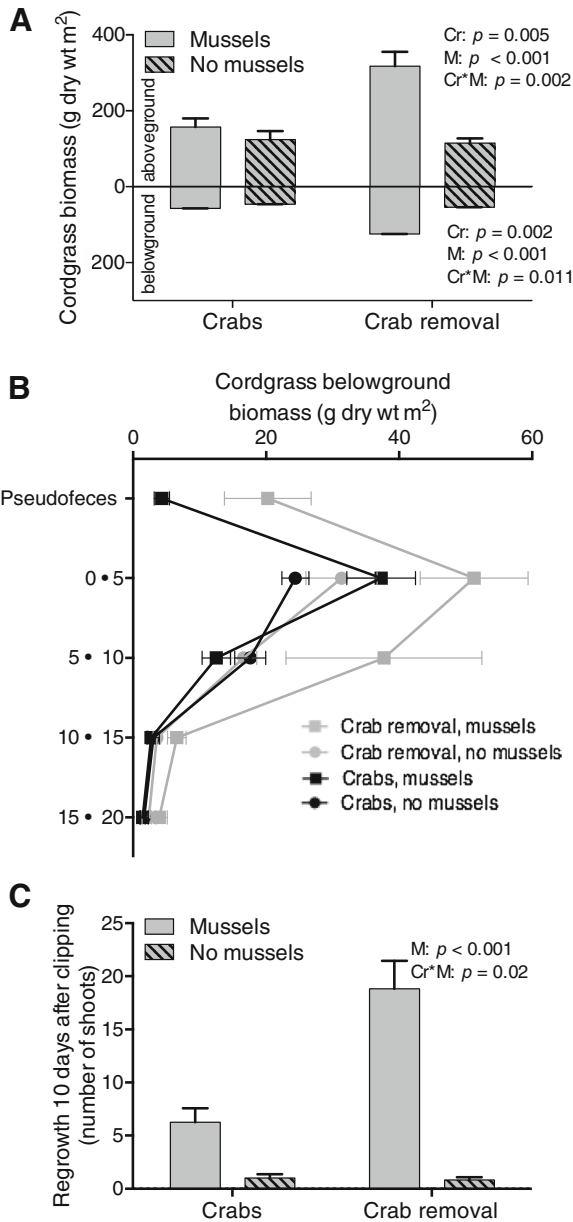 A
Cordgrass biomass (g dry wt m2)
belowground aboveground
400
200
0
200
Mussels
No mussels
Cr: p = 0.005
M: p < 0.001
Cr*M: p = 0.002
Cr: p = 0.002
M: p < 0.001
Cr*M: p = 0.011
Crabs Crab removal
B
Cordgrass belowground
biomass (g dry wt m2)
0 20 40 60
Pseudofeces
0 • 5
5 • 10
10 • 15
15 • 20
Crab removal, mussels
Crab removal, no mussels
Crabs, mussels
Crabs, no mussels
C
Regrowth 10 days after clipping
(number of shoots)
25
20
15
10
5
0
Mussels
No mussels
M: p < 0.001
Cr*M: p = 0.02
Crabs Crab removal